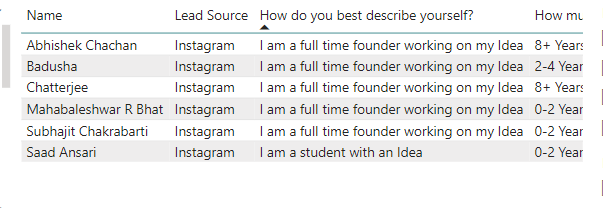 Name Lead Source How do you best describe yourself? How mu
Abhishek Chachan Instagram I am a full time founder working on my Idea 8+ Years
Badusha Instagram I am a full time founder working on my Idea 2-4 Year
Chatterjee Instagram I am a full time founder working on my Idea 8+ Years
Mahabaleshwar R Bhat Instagram I am a full time founder working on my Idea 0-2 Year
Subhajit Chakrabarti Instagram I am a full time founder working on my Idea 0-2 Year
Saad Ansari Instagram I am a student with an Idea 0-2 Year